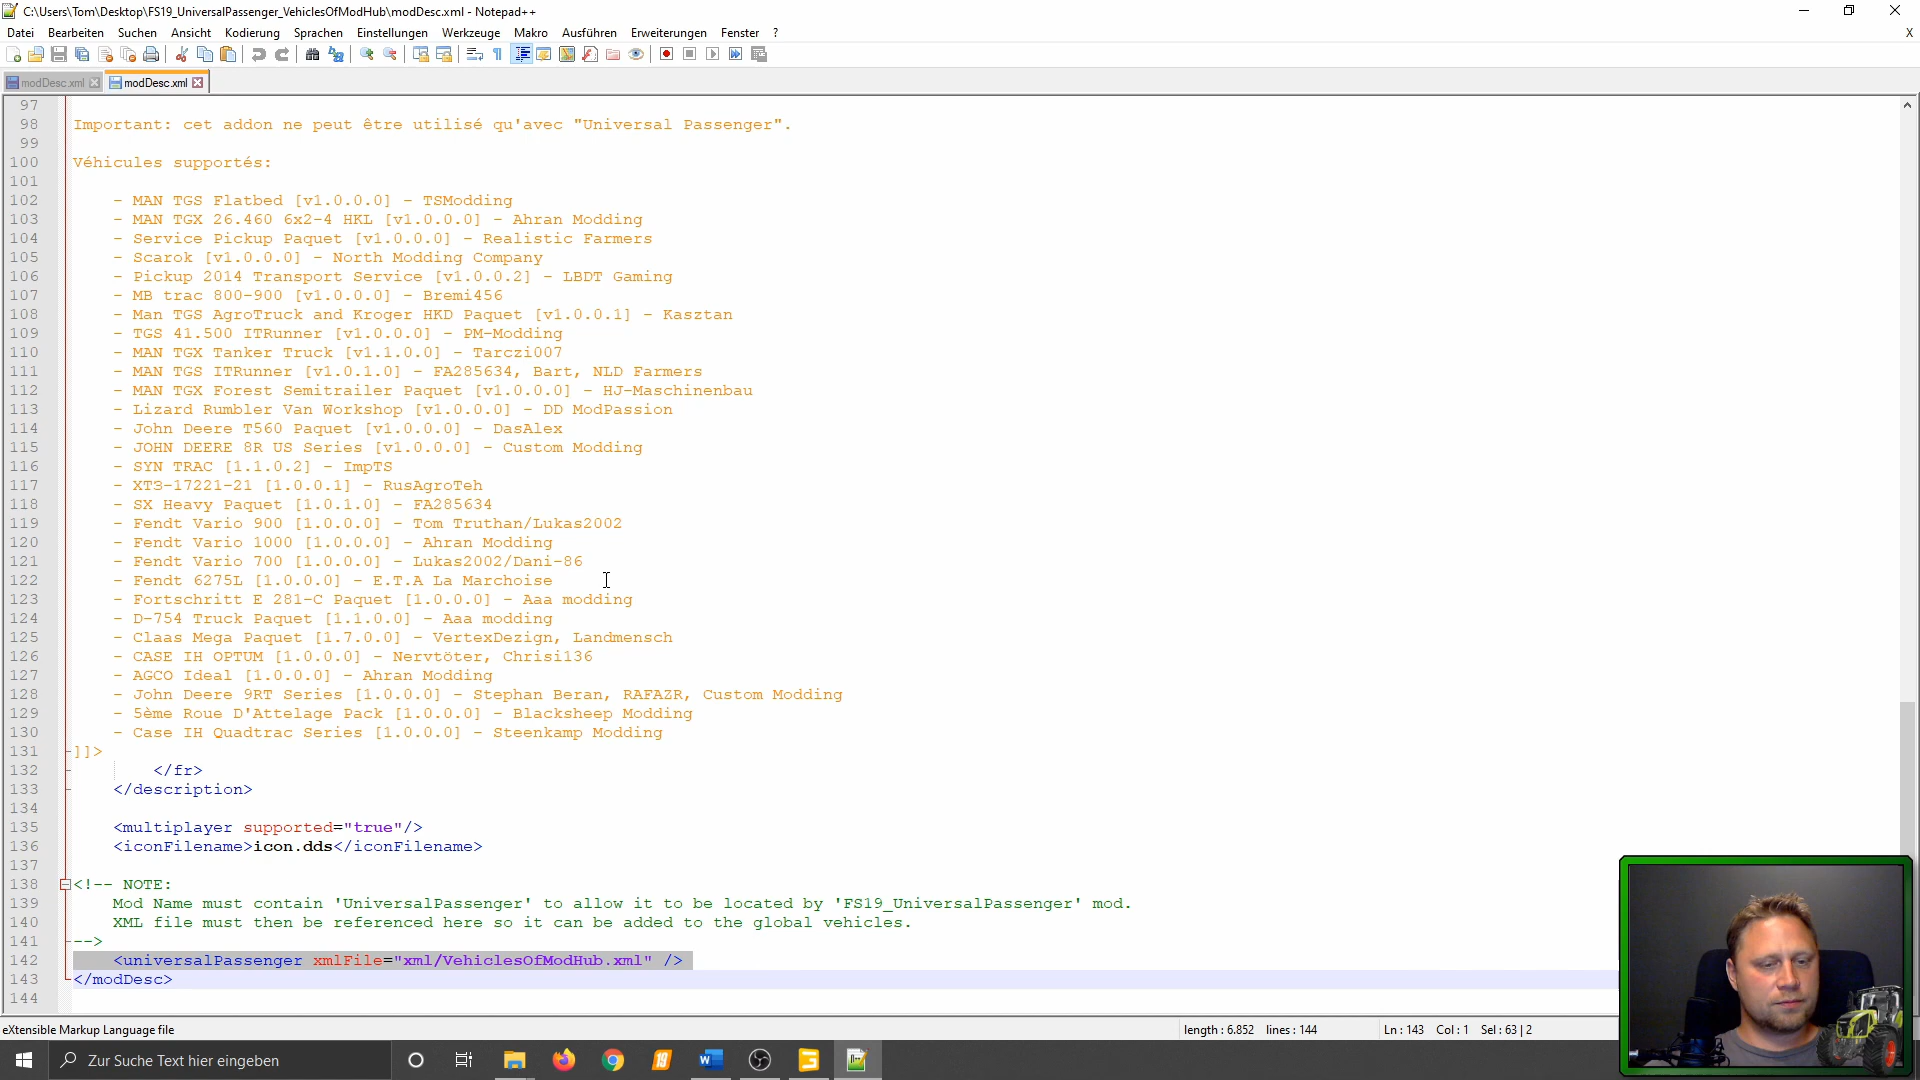 C:\Users\Tom\Desktop\FS19_UniversalPassenger_VehiclesOfModHub\modDesc.xml - Notepad++
Datei Bearbeiten Suchen Ansicht Kodierung Sprachen Einstellungen Werkzeuge Makro Ausführen Erweiterungen Fenster ? X
modDesc.xml modDesc.xml
97
98 Important: cet addon ne peut être utilisé qu'avec "Universal Passenger".
99
100 Véhicules supportés:
101
102 - MAN TGS Flatbed [v1.0.0.0] - TSModding
103 - MAN TGX 26.460 6x2-4 HKL [v1.0.0.0] - Ahran Modding
104 - Service Pickup Paquet [v1.0.0.0] - Realistic Farmers
105 - Scarok [v1.0.0.0] - North Modding Company
106 - Pickup 2014 Transport Service [v1.0.0.2] - LBDT Gaming
107 - MB trac 800-900 [v1.0.0.0] - Bremi456
108 - Man TGS AgroTruck and Kroger HKD Paquet [v1.0.0.1] - Kasztan
109 - TGS 41.500 ITRunner [v1.0.0.0] - PM-Modding
110 - MAN TGX Tanker Truck [v1.1.0.0] - Tarczi007
111 - MAN TGS ITRunner [v1.0.1.0] - FA285634, Bart, NLD Farmers
112 - MAN TGX Forest Semitrailer Paquet [v1.0.0.0] - HJ-Maschinenbau
113 - Lizard Rumbler Van Workshop [v1.0.0.0] - DD ModPassion
114 - John Deere T560 Paquet [v1.0.0.0] - DasAlex
115 - JOHN DEERE 8R US Series [v1.0.0.0] - Custom Modding
116 - SYN TRAC [1.1.0.2] - ImpTS
117 - XT3-17221-21 [1.0.0.1] - RusAgroTeh
118 - SX Heavy Paquet [1.0.1.0] - FA285634
119 - Fendt Vario 900 [1.0.0.0] - Tom Truthan/Lukas2002
120 - Fendt Vario 1000 [1.0.0.0] - Ahran Modding
121 - Fendt Vario 700 [1.0.0.0] - Lukas2002/Dani-86
122 - Fendt 6275L [1.0.0.0] - E.T.A La Marchoise
123 - Fortschritt E 281-C Paquet [1.0.0.0] - Aaa modding
124 - D-754 Truck Paquet [1.1.0.0] - Aaa modding
125 - Claas Mega Paquet [1.7.0.0] - VertexDezign, Landmensch
126 - CASE IH OPTUM [1.0.0.0] - Nervtöter, Chrisi136
127 - AGCO Ideal [1.0.0.0] - Ahran Modding
128 - John Deere 9RT Series [1.0.0.0] - Stephan Beran, RAFAZR, Custom Modding
129 - 5ème Roue D'Attelage Pack [1.0.0.0] - Blacksheep Modding
130 - Case IH Quadtrac Series [1.0.0.0] - Steenkamp Modding
131 ]]>
132 </fr>
133 </description>
134
135 <multiplayer supported="true"/>
136 <iconFilename>icon.dds</iconFilename>
137
138 <!-- NOTE:
139 Mod Name must contain 'UniversalPassenger' to allow it to be located by 'FS19_UniversalPassenger' mod.
140 XML file must then be referenced here so it can be added to the global vehicles.
141 -->
142 <universalPassenger xmlFile="xml/VehiclesOfModHub.xml" />
143 </modDesc>
144
eXtensible Markup Language file length : 6.852 lines : 144 Ln : 143 Col : 1 Sel : 63 | 2
Zur Suche Text hier eingeben